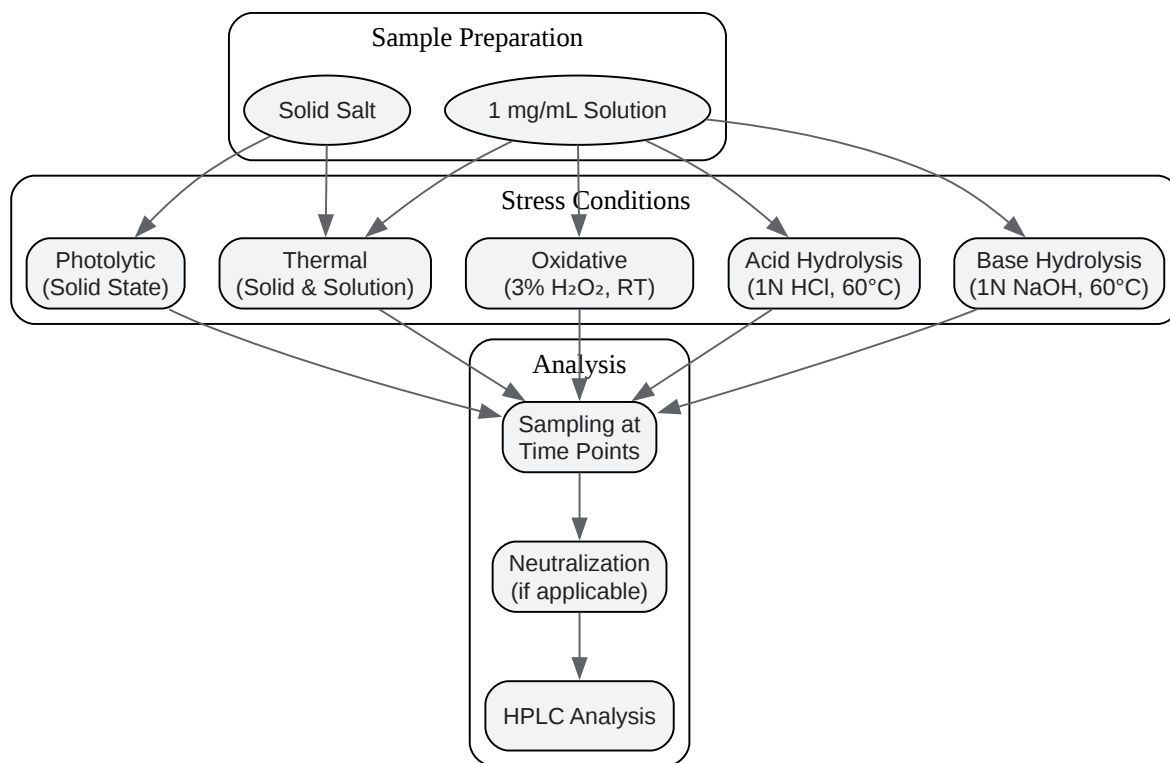 Sample Preparation
Solid Salt
1 mg/mL Solution
Stress Conditions
Photolytic
(Solid State)
Thermal
(Solid & Solution)
Oxidative
(3% H₂O₂, RT)
Acid Hydrolysis
(1N HCl, 60°C)
Base Hydrolysis
(1N NaOH, 60°C)
Analysis
Sampling at
Time Points
Neutralization
(if applicable)
HPLC Analysis